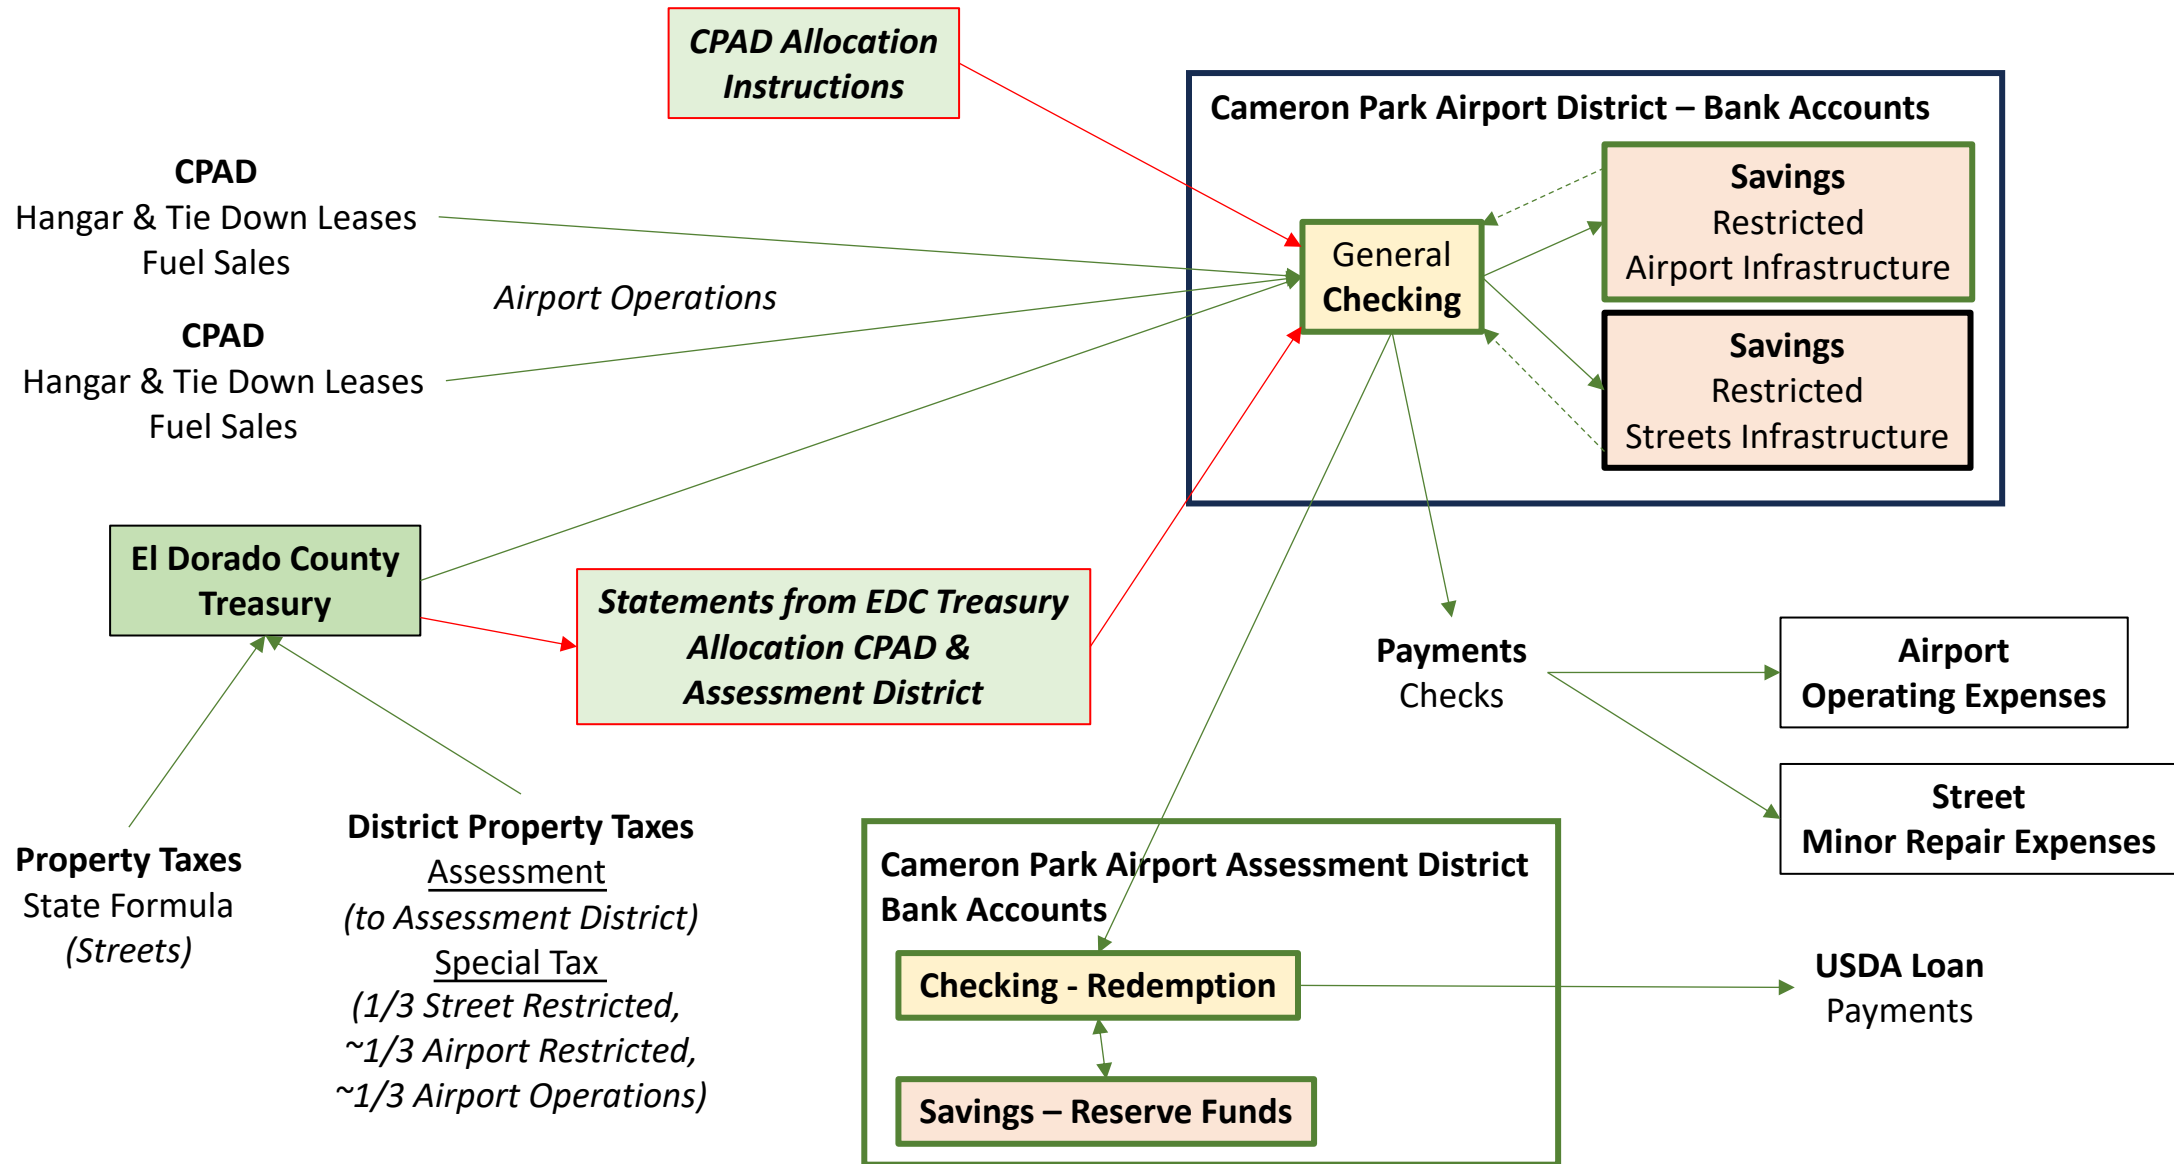 CPAD Allocation
Instructions
Cameron Park Airport District – Bank Accounts
CPAD
Hangar & Tie Down Leases
Fuel Sales
Airport Operations
CPAD
Hangar & Tie Down Leases
Fuel Sales
General
Checking
Savings
Restricted
Airport Infrastructure
Savings
Restricted
Streets Infrastructure
El Dorado County
Treasury
Statements from EDC Treasury
Allocation CPAD &
Assessment District
Payments
Checks
Airport
Operating Expenses
Street
Minor Repair Expenses
Property Taxes
State Formula
(Streets)
District Property Taxes
Assessment
(to Assessment District)
Special Tax
(1/3 Street Restricted,
~1/3 Airport Restricted,
~1/3 Airport Operations)
Cameron Park Airport Assessment District
Bank Accounts
Checking - Redemption
Savings – Reserve Funds
USDA Loan
Payments